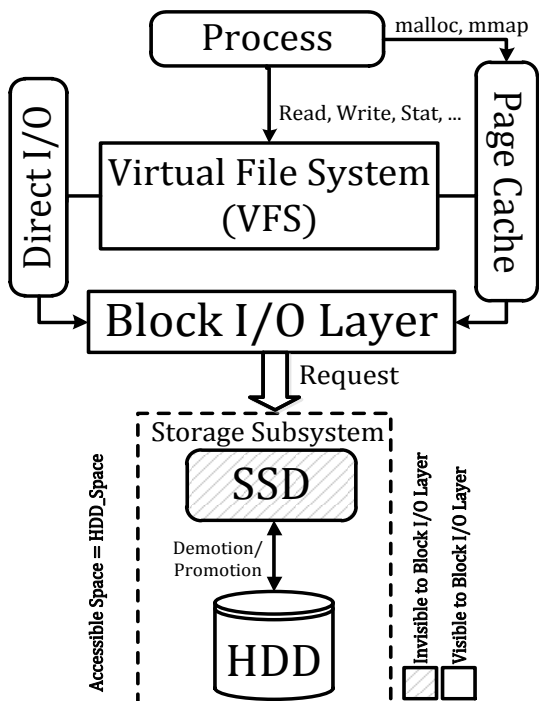 Process
malloc, mmap
Read, Write, Stat, ...
Direct I/O
Virtual File System
(VFS)
Page Cache
Block I/O Layer
Request
Storage Subsystem
SSD
Demotion/
Promotion
HDD
Accessible Space = HDD_Space
Invisible to Block I/O Layer
Visible to Block I/O Layer